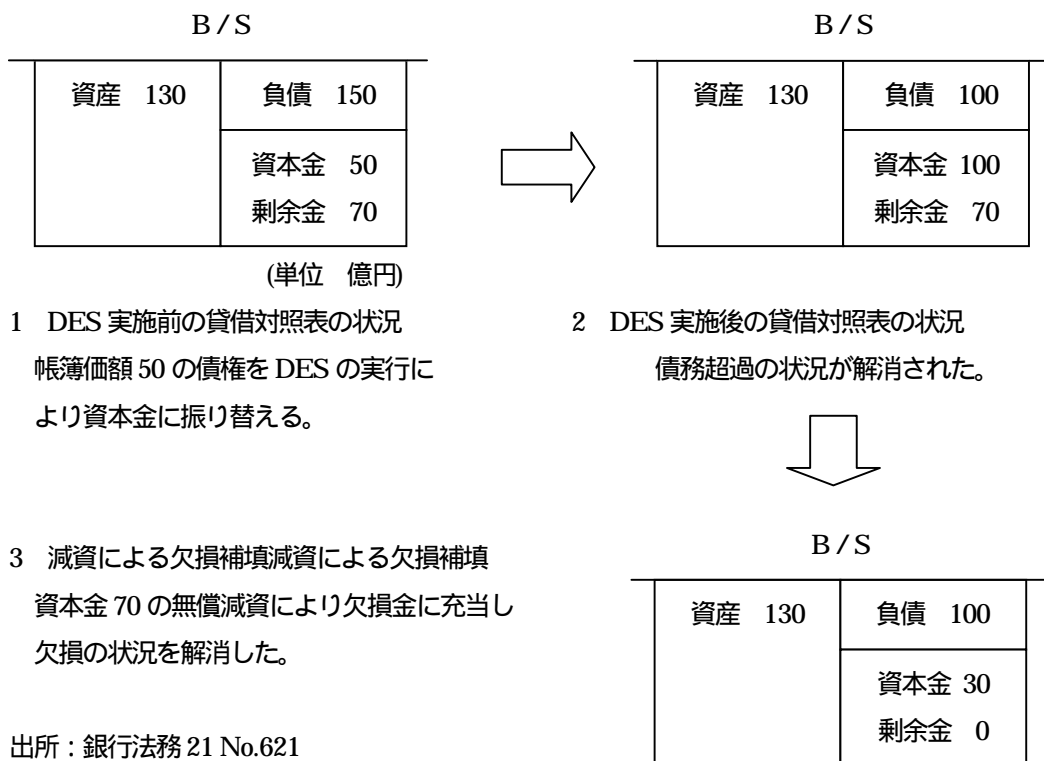 B/S
資産 130 負債 150
資本金 50
剰余金 70
(単位 億円)
B/S
資産 130 負債 100
資本金 100
剰余金 70
1 DES 実施前の貸借対照表の状況
帳簿価額 50 の債権を DES の実行に
より資本金に振り替える。
2 DES 実施後の貸借対照表の状況
債務超過の状況が解消された。
3 減資による欠損補填減資による欠損補填
資本金 70 の無償減資により欠損金に充当し
欠損の状況を解消した。
B/S
資産 130 負債 100
資本金 30
剰余金 0
出所：銀行法務 21 No.621